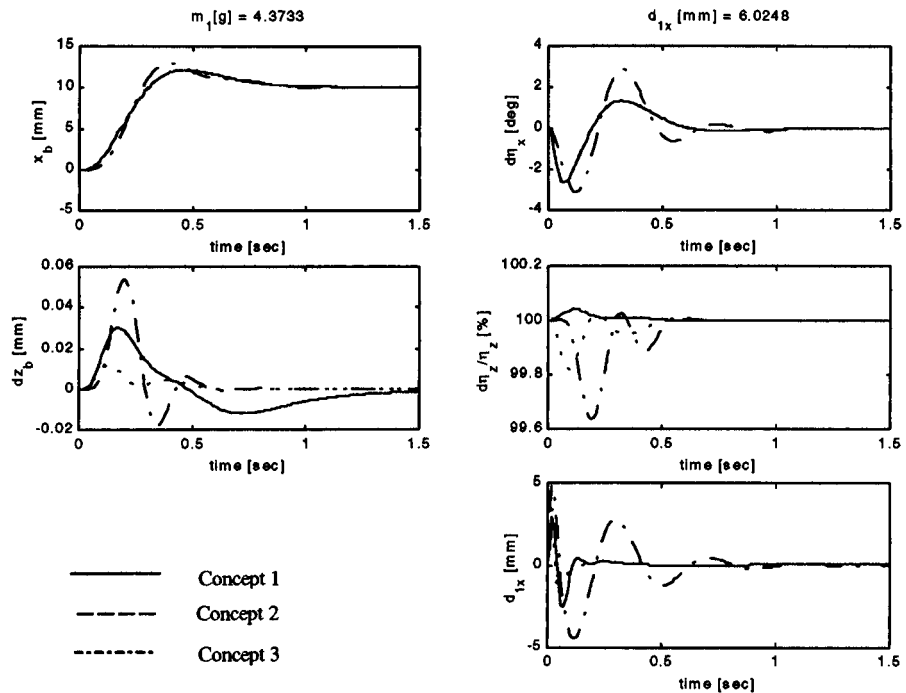 m1[g] = 4.3733
d1x [mm] = 6.0248
15
10
5
0
-5
xb [mm]
0 0.5 1 1.5
time [sec]
4
2
0
-2
-4
dηx [deg]
0 0.5 1 1.5
time [sec]
0.06
0.04
0.02
0
-0.02
dzb [mm]
0 0.5 1 1.5
time [sec]
100.2
100
99.8
99.6
dηz/ηz [%]
0 0.5 1 1.5
time [sec]
5
0
-5
d1x [mm]
0 0.5 1 1.5
time [sec]
Concept 1
Concept 2
Concept 3